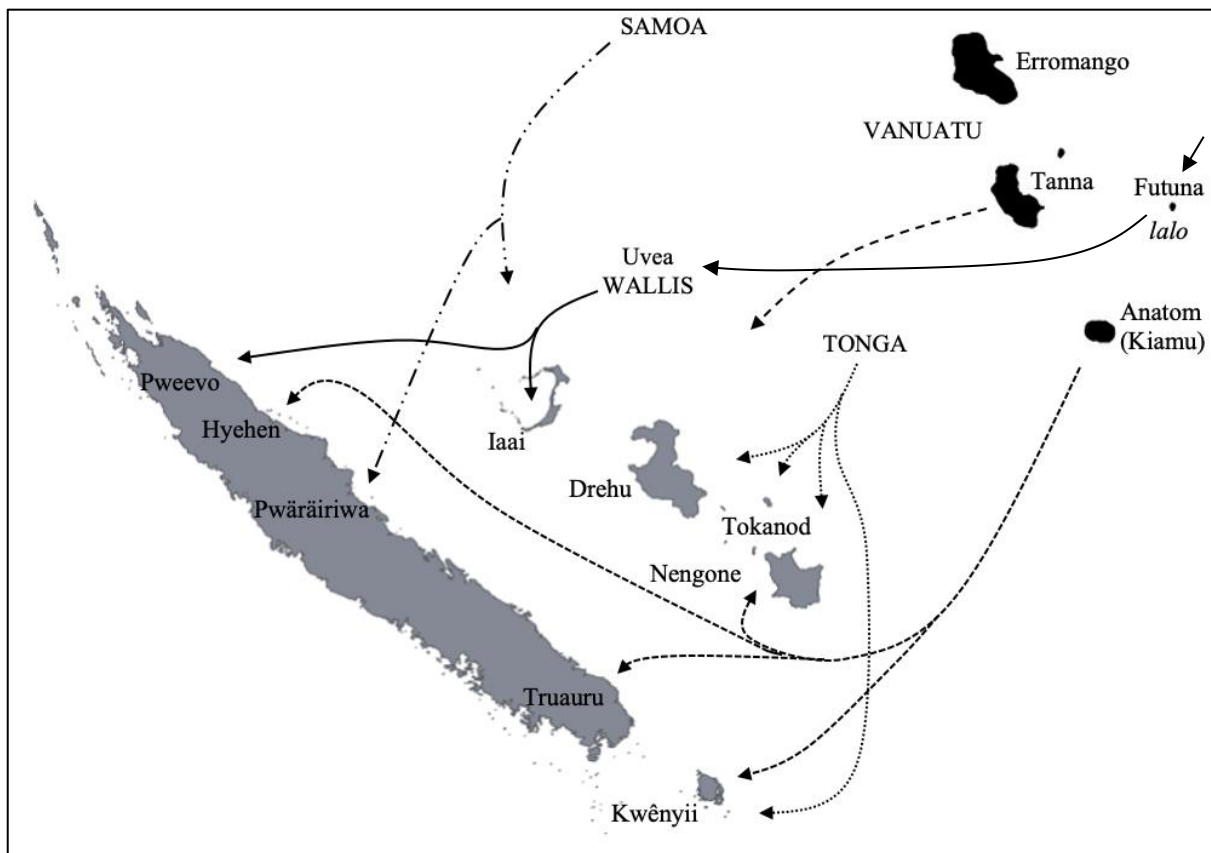 SAMOA
Erromango
VANUATU
Tanna
Futuna
lalo
Uvea
WALLIS
Anatom
(Kiamu)
TONGA
Pweevo
Hyehen
Iaai
Drehu
Pwäräiriwa
Tokanod
Nengone
Truauru
Kwênyii